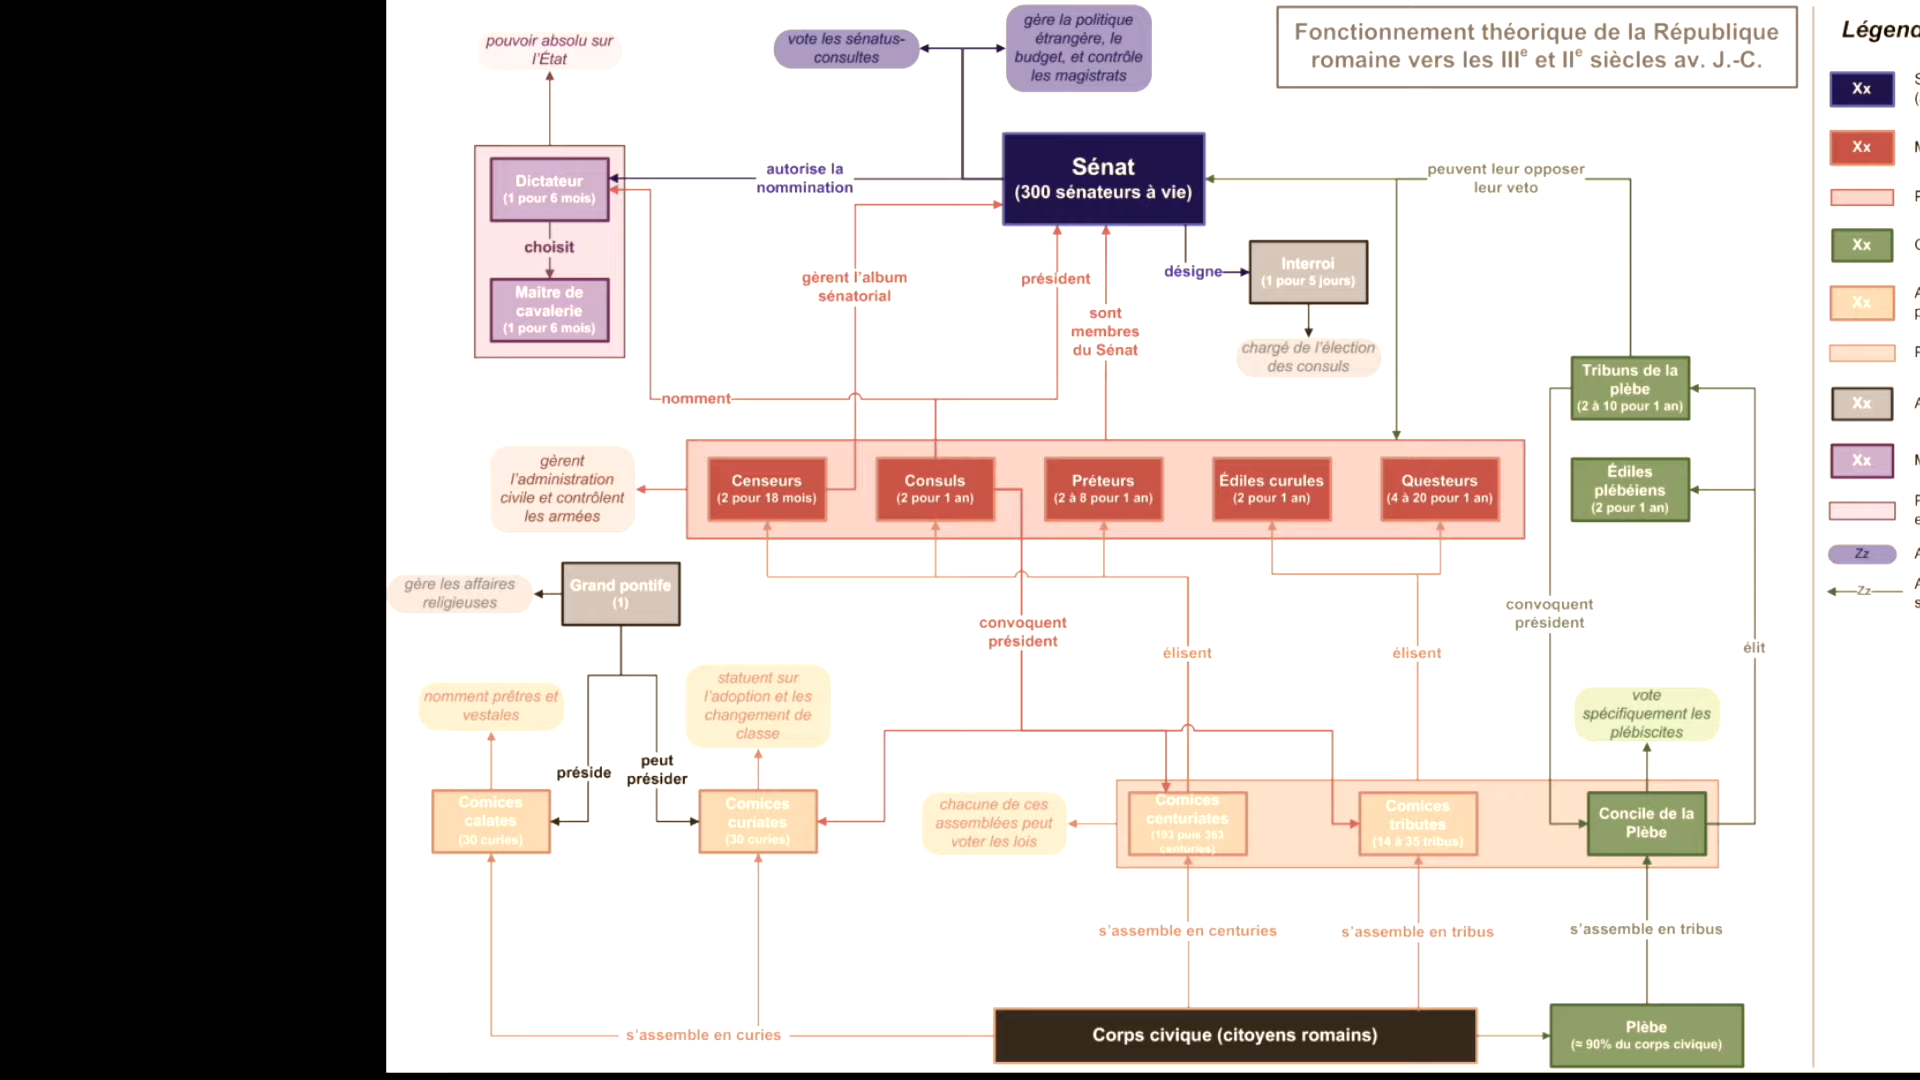 Fonctionnement théorique de la République
romaine vers les IIIe et IIe siècles av. J.-C.
pouvoir absolu sur
l'État
vote les sénatus-
consultes
gère la politique
étrangère, le
budget, et contrôle
les magistrats
Dictateur
(1 pour 6 mois)
choisit
Maître de
cavalerie
(1 pour 6 mois)
autorise la
nommination
Sénat
(300 sénateurs à vie)
peuvent leur opposer
leur veto
gèrent l'album
sénatorial
président
sont
membres
du Sénat
désigne
Interroi
(1 pour 5 jours)
chargé de l'élection
des consuls
nomment
Tribuns de la
plèbe
(2 à 10 pour 1 an)
gèrent
l'administration
civile et contrôlent
les armées
Censeurs
(2 pour 18 mois)
Consuls
(2 pour 1 an)
Préteurs
(2 à 8 pour 1 an)
Édiles curules
(2 pour 1 an)
Questeurs
(4 à 20 pour 1 an)
Édiles
plébéiens
(2 pour 1 an)
gère les affaires
religieuses
Grand pontife
(1)
convoquent
président
élisent
élisent
convoquent
président
élit
nomment prêtres et
vestales
statuent sur
l'adoption et les
changement de
classe
préside
peut
présider
vote
spécifiquement les
plébiscites
Comices
calates
(30 curies)
Comices
curiates
(30 curies)
chacune de ces
assemblées peut
voter les lois
Comices
centuriates
(193 puis 363
centuries)
Comices
tributes
(14 à 35 tribus)
Concile de la
Plèbe
s'assemble en centuries
s'assemble en tribus
s'assemble en tribus
s'assemble en curies
Corps civique (citoyens romains)
Plèbe
(≈ 90% du corps civique)
Légend
Xx
Xx
Xx
Xx
Xx
Xx
Zz
Zz